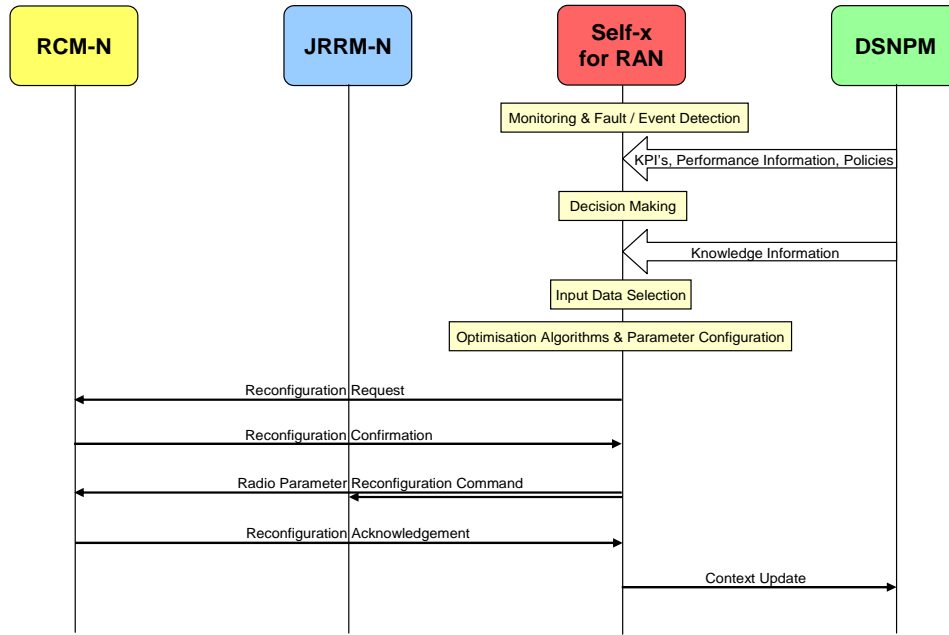 RCM-N
JRRM-N
Self-x
for RAN
DSNPM
Monitoring & Fault / Event Detection
KPI's, Performance Information, Policies
Decision Making
Knowledge Information
Input Data Selection
Optimisation Algorithms & Parameter Configuration
Reconfiguration Request
Reconfiguration Confirmation
Radio Parameter Reconfiguration Command
Reconfiguration Acknowledgement
Context Update